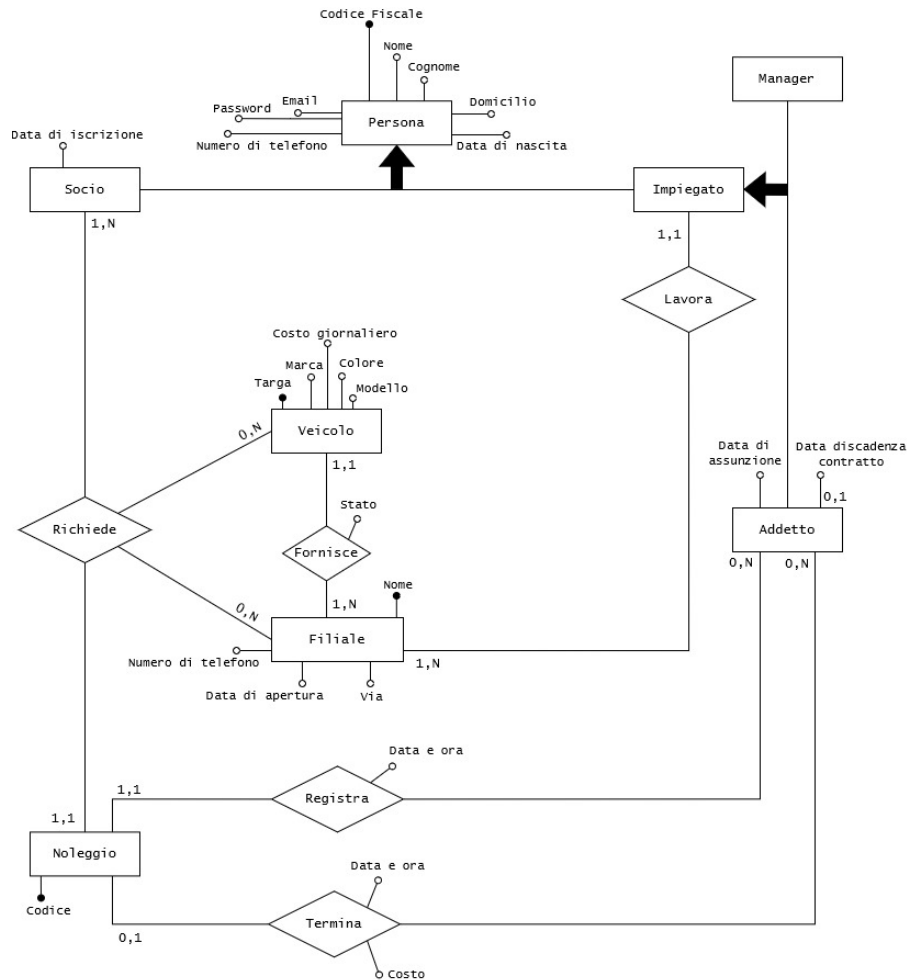 Codice Fiscale
Nome
Cognome
Manager
Email
Domicilio
Password
Persona
Data di iscrizione
Numero di telefono
Data di nascita
Socio
Impiegato
1,N
1,1
Lavora
Costo giornaliero
Marca
Colore
Targa
Modello
0,N
Veicolo
1,1
Data di
assunzione
Data discadenza
contratto
Stato
0,1
Richiede
Addetto
Fornisce
0,N
0,N
Nome
0,N
1,N
Filiale
Numero di telefono
1,N
Data di apertura
Via
Data e ora
1,1
Registra
1,1
Noleggio
Data e ora
Codice
Termina
0,1
Costo